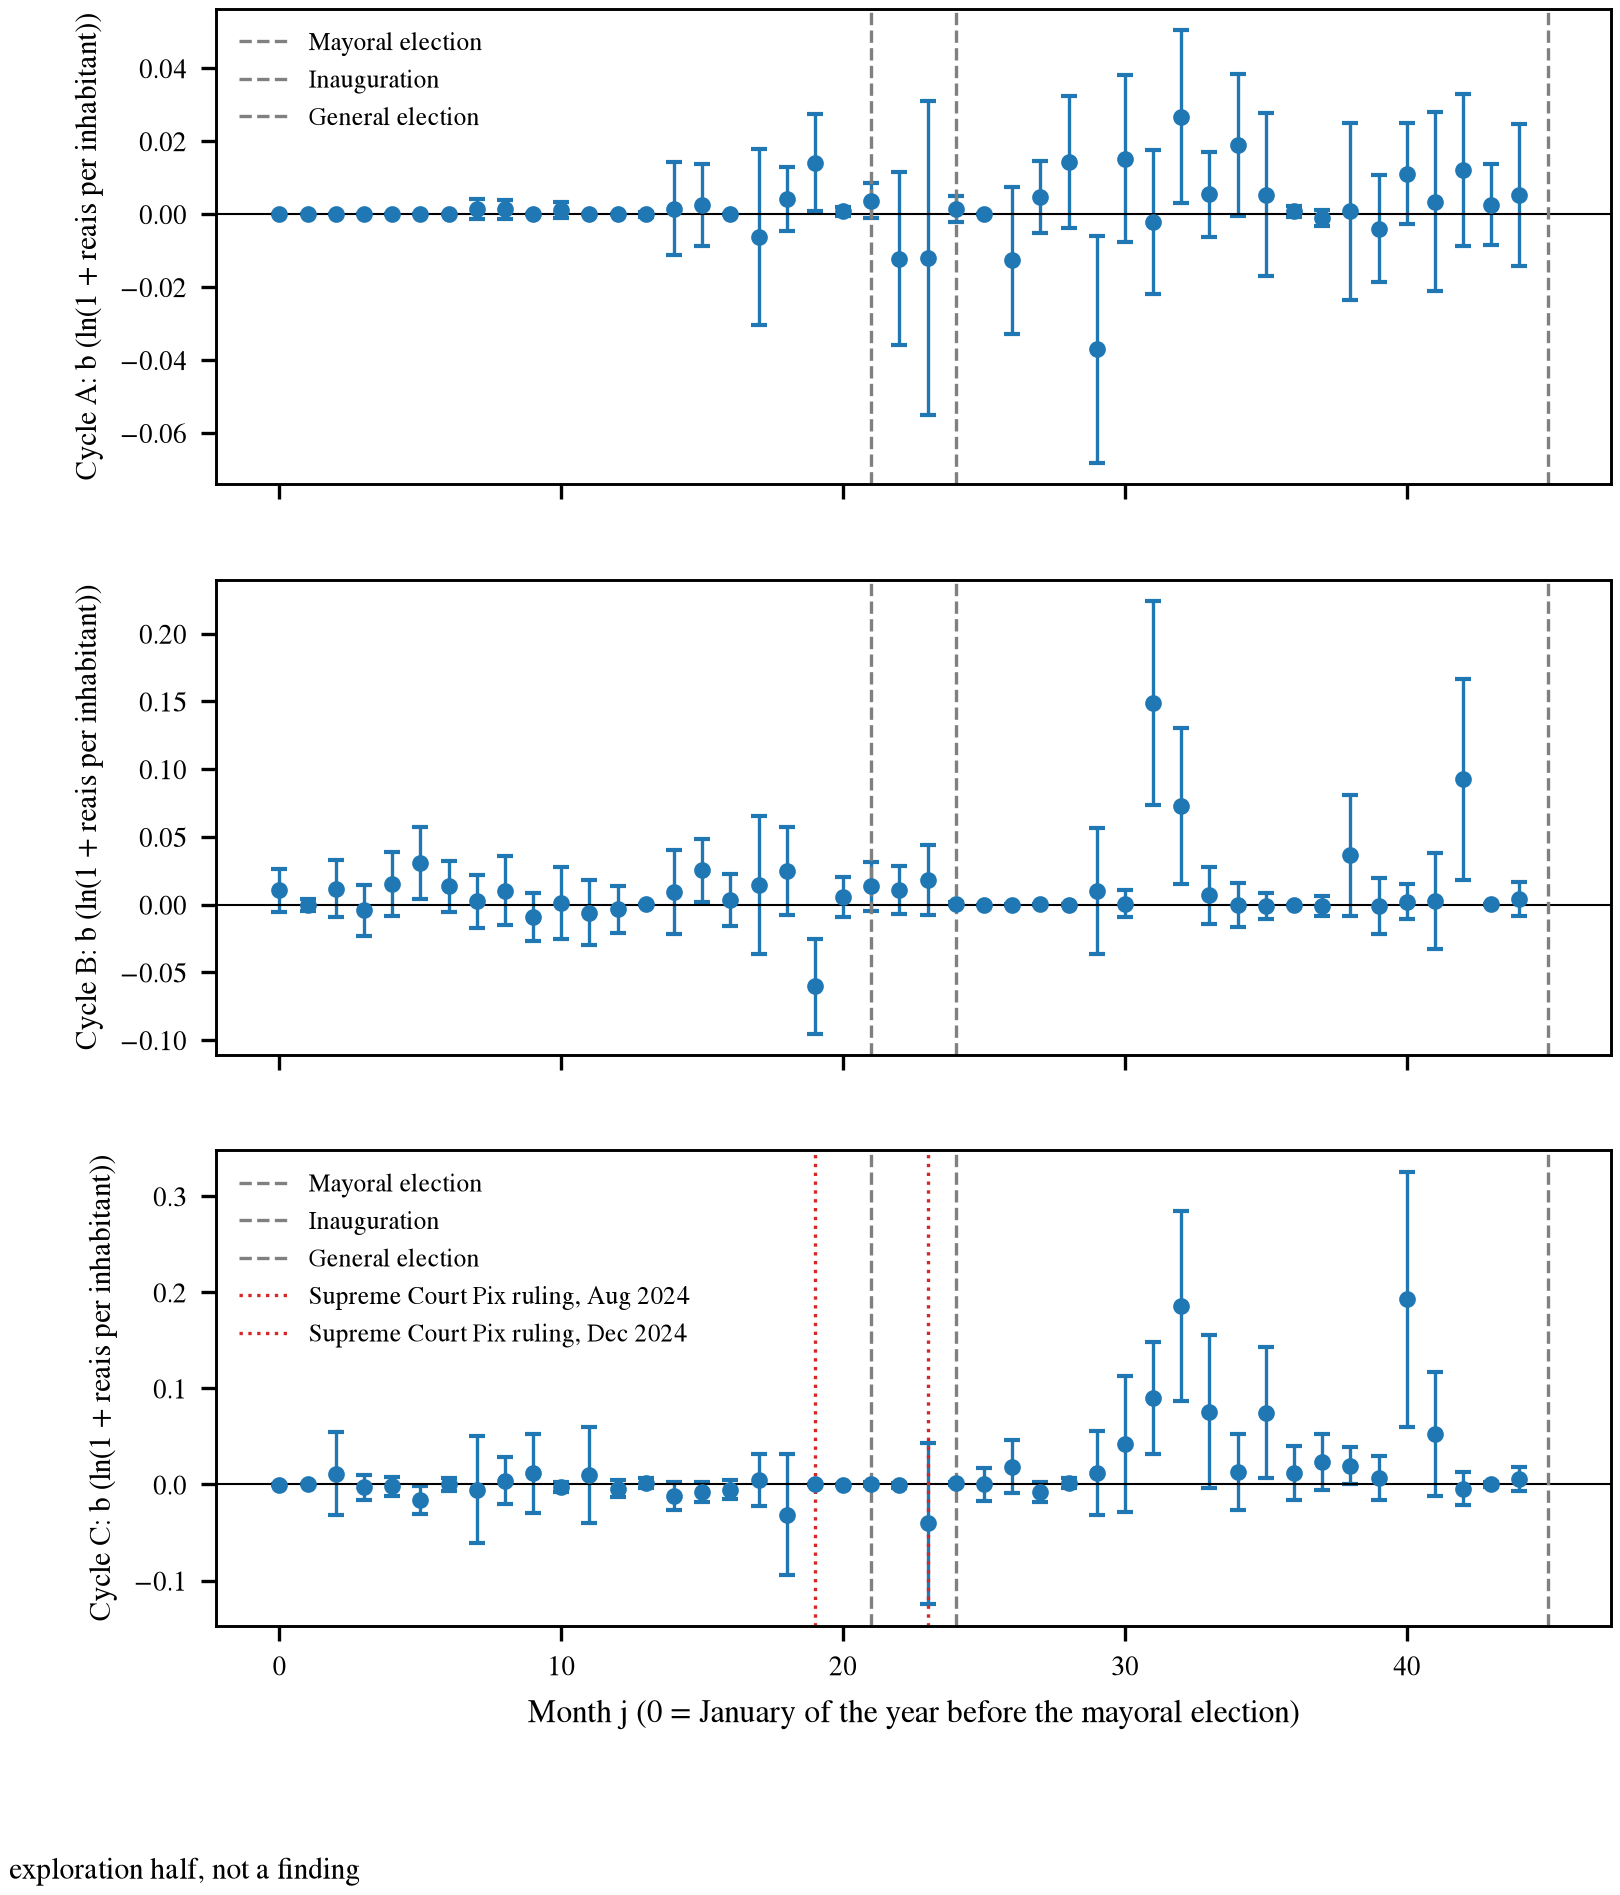 Cycle A: b (ln(1 + reais per inhabitant))
0.04
0.02
0.00
−0.02
−0.04
−0.06
Mayoral election
Inauguration
General election
Cycle B: b (ln(1 + reais per inhabitant))
0.20
0.15
0.10
0.05
0.00
−0.05
−0.10
Cycle C: b (ln(1 + reais per inhabitant))
0.3
0.2
0.1
0.0
−0.1
Mayoral election
Inauguration
General election
Supreme Court Pix ruling, Aug 2024
Supreme Court Pix ruling, Dec 2024
0 10 20 30 40
Month j (0 = January of the year before the mayoral election)
exploration half, not a finding